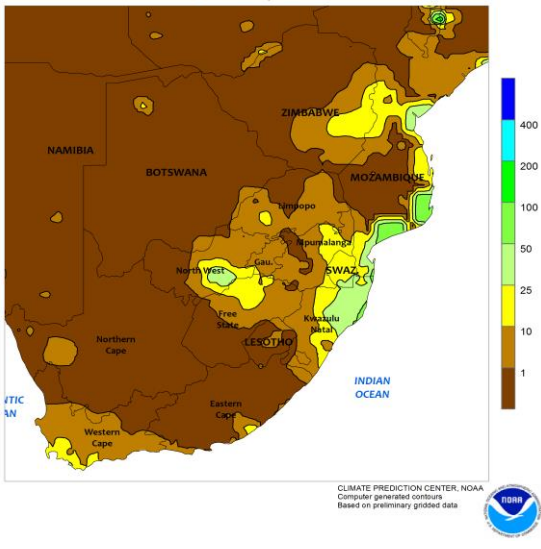 ZIMBABWE
NAMIBIA
BOTSWANA
MOZAMBIQUE
Limpopo
Mpumalanga
Gau.
North West
SWAZ.
Free
State
Kwazulu
Natal
LESOTHO
Northern
Cape
Eastern
Cape
Western
Cape
NTIC
AN
INDIAN
OCEAN
400
200
100
50
25
10
1
CLIMATE PREDICTION CENTER, NOAA
Computer generated contours
Based on preliminary gridded data
NOAA